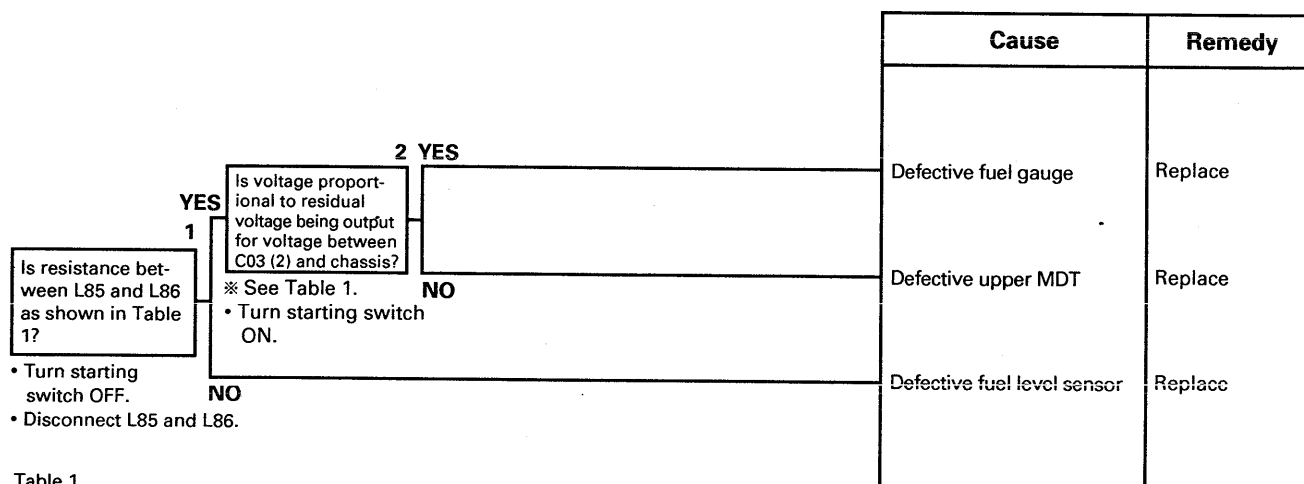 Cause Remedy
2 YES
Is voltage proport-
ional to residual
voltage being output
for voltage between
C03 (2) and chassis?
Defective fuel gauge Replace
YES
1
Is resistance bet-
ween L85 and L86
as shown in Table
1?
※ See Table 1.
• Turn starting switch
ON.
NO
Defective upper MDT Replace
• Turn starting
switch OFF.
• Disconnect L85 and L86.
NO
Defective fuel level sensor Replace
Table 1